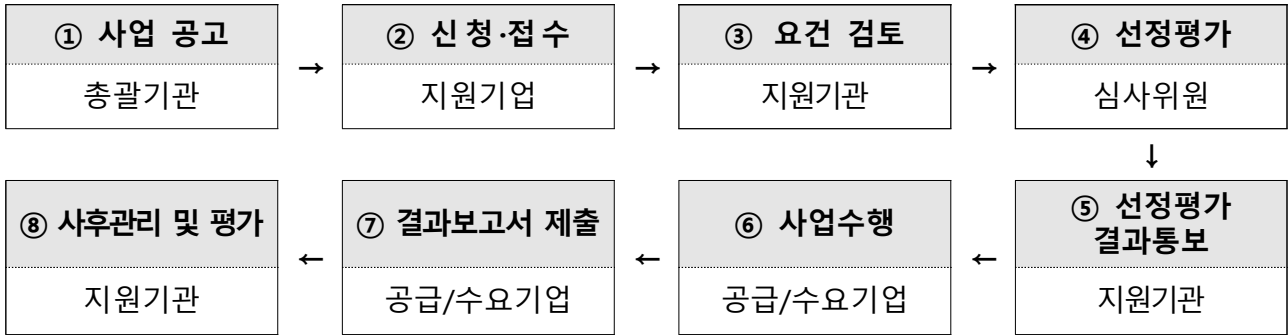 ① 사업 공고
총괄기관
→
② 신청·접수
지원기업
→
③ 요건 검토
지원기관
→
④ 선정평가
심사위원
↓
⑤ 선정평가
결과통보
지원기관
←
⑥ 사업수행
공급/수요기업
←
⑦ 결과보고서 제출
공급/수요기업
←
⑧ 사후관리 및 평가
지원기관